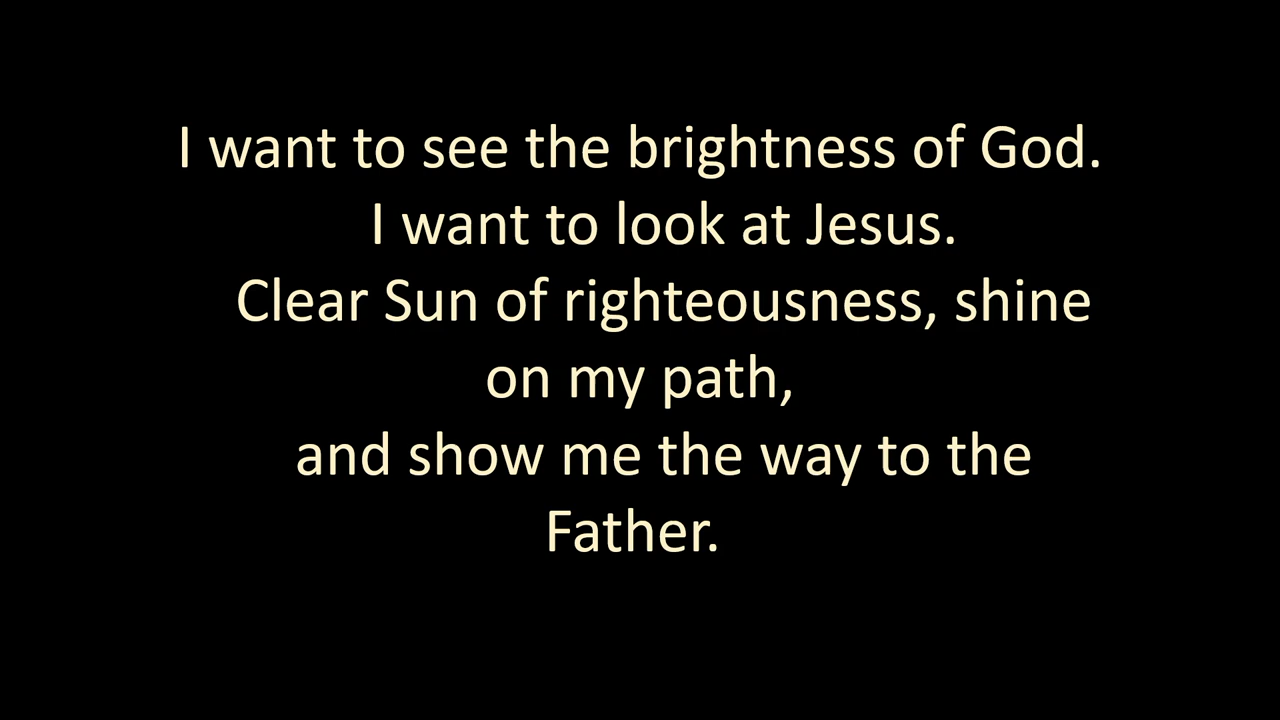 I want to see the brightness of God.
I want to look at Jesus.
Clear Sun of righteousness, shine
on my path,
and show me the way to the
Father.